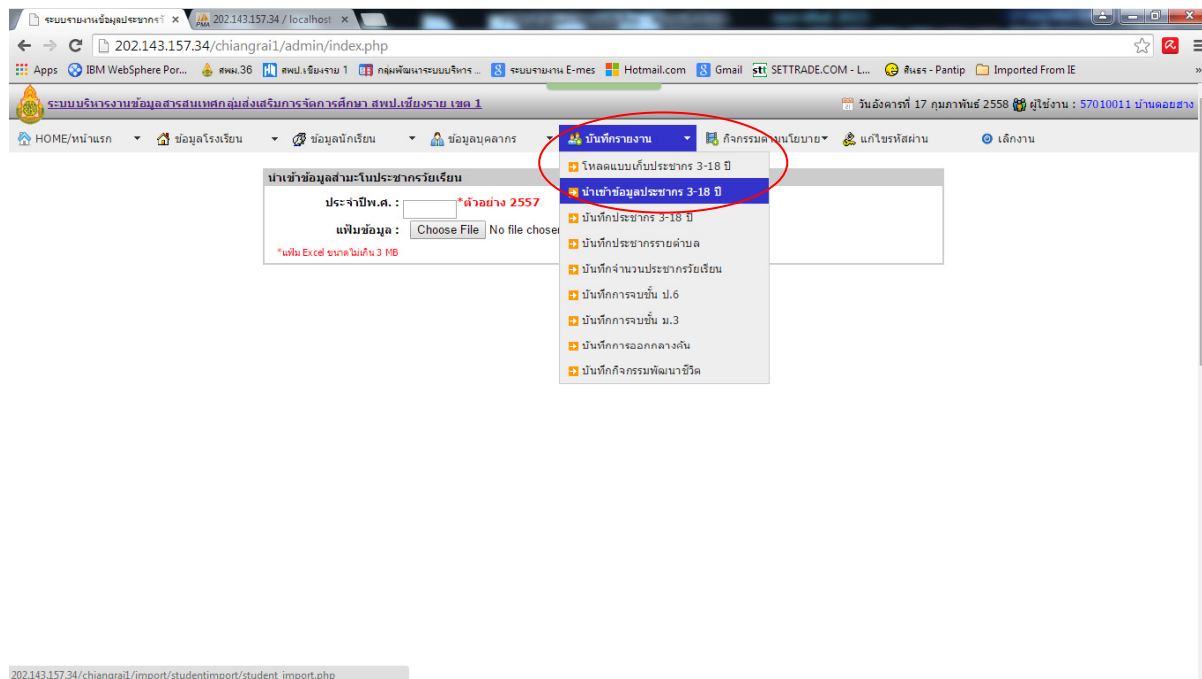 ระบบรายงานข้อมูลประชากรวั
202.143.157.34 / localhost
202.143.157.34/chiangrai1/admin/index.php
Apps IBM WebSphere Por... สพม.36 สพป.เชียงราย 1 กลุ่มพัฒนาระบบบริหาร ... ระบบรายงาน E-mes Hotmail.com Gmail SETTRADE.COM - L... สินธร - Pantip Imported From IE »
ระบบบริหารงานข้อมูลสารสนเทศกลุ่มส่งเสริมการจัดการศึกษา สพป.เชียงราย เขต 1 วันอังคารที่ 17 กุมภาพันธ์ 2558 ผู้ใช้งาน : 57010011 บ้านดอยฮาง
HOME/หน้าแรก ข้อมูลโรงเรียน ข้อมูลนักเรียน ข้อมูลบุคลากร บันทึกรายงาน กิจกรรมตามนโยบาย แก้ไขรหัสผ่าน เลิกงาน
โหลดแบบเก็บประชากร 3-18 ปี
นำเข้าข้อมูลประชากร 3-18 ปี
บันทึกประชากร 3-18 ปี
บันทึกประชากรรายตำบล
บันทึกจำนวนประชากรวัยเรียน
บันทึกการจบชั้น ป.6
บันทึกการจบชั้น ม.3
บันทึกการออกกลางคัน
บันทึกกิจกรรมพัฒนาชีวิต
นำเข้าข้อมูลสำมะโนประชากรวัยเรียน
ประจำปีพ.ศ. : *ตัวอย่าง 2557
แฟ้มข้อมูล : Choose File No file chosen
*แฟ้ม Excel ขนาดไม่เกิน 3 MB
202.143.157.34/chiangrai1/import/studentimport/student_import.php